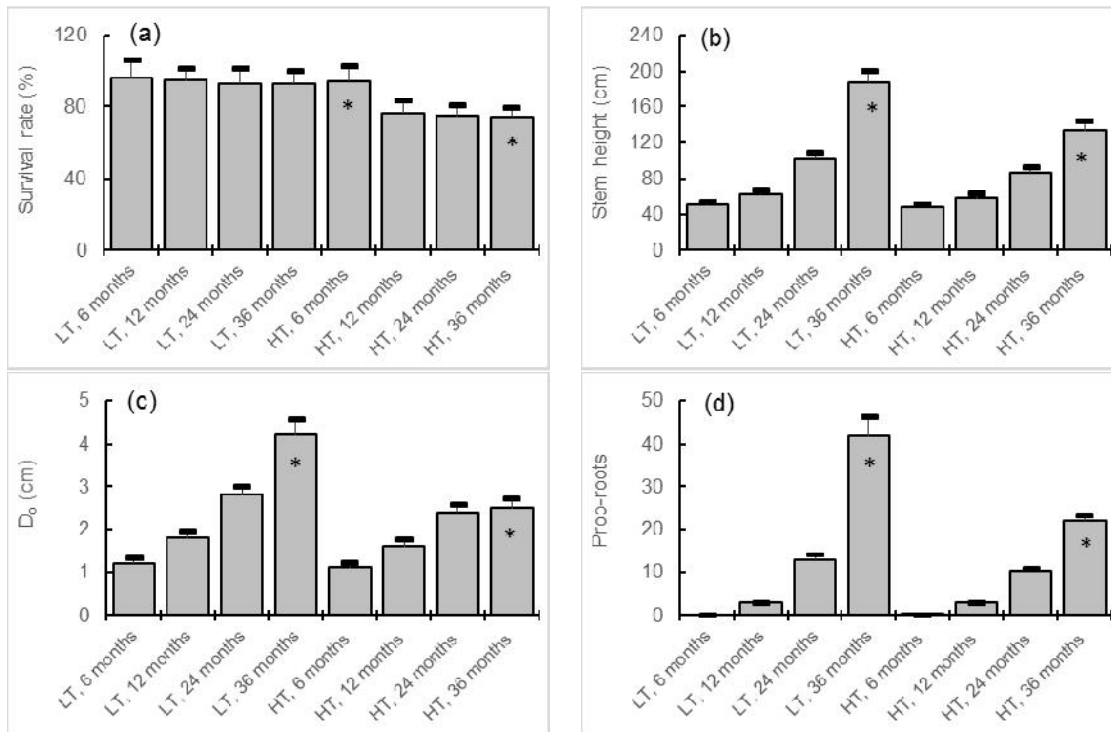 (a)
Survival rate (%)
120
80
40
0
*
*
LT, 6 months
LT, 12 months
LT, 24 months
LT, 36 months
HT, 6 months
HT, 12 months
HT, 24 months
HT, 36 months
(b)
Stem height (cm)
240
200
160
120
80
40
0
*
*
LT, 6 months
LT, 12 months
LT, 24 months
LT, 36 months
HT, 6 months
HT, 12 months
HT, 24 months
HT, 36 months
(c)
D₀ (cm)
5
4
3
2
1
0
*
*
LT, 6 months
LT, 12 months
LT, 24 months
LT, 36 months
HT, 6 months
HT, 12 months
HT, 24 months
HT, 36 months
(d)
Prop-roots
50
40
30
20
10
0
*
*
LT, 6 months
LT, 12 months
LT, 24 months
LT, 36 months
HT, 6 months
HT, 12 months
HT, 24 months
HT, 36 months